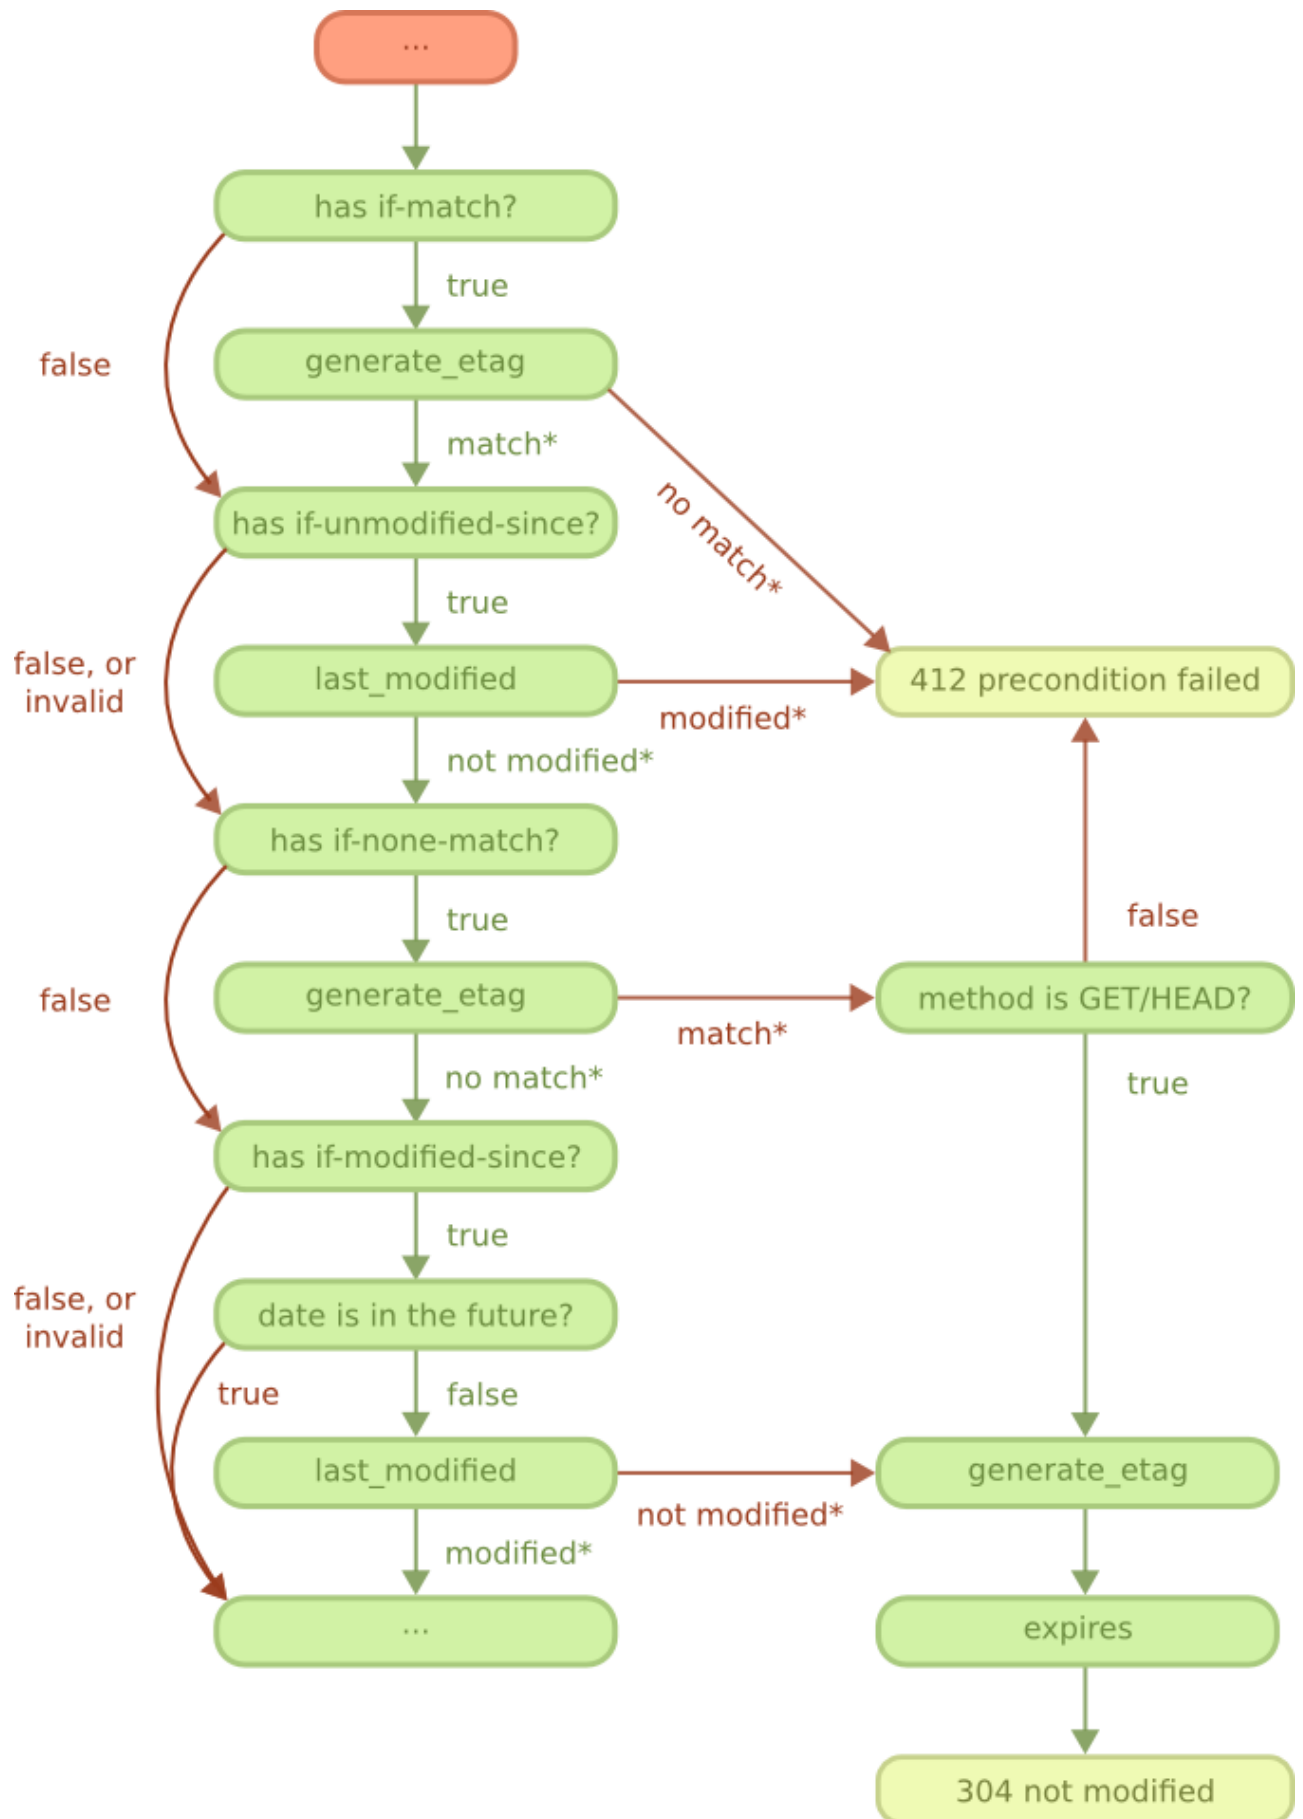 ...
has if-match?
true
generate_etag
false
match*
no match*
has if-unmodified-since?
true
false, or
invalid
last_modified
412 precondition failed
modified*
not modified*
has if-none-match?
true
false
generate_etag
method is GET/HEAD?
false
match*
no match*
true
has if-modified-since?
true
false, or
invalid
date is in the future?
true
false
last_modified
generate_etag
not modified*
modified*
...
expires
304 not modified